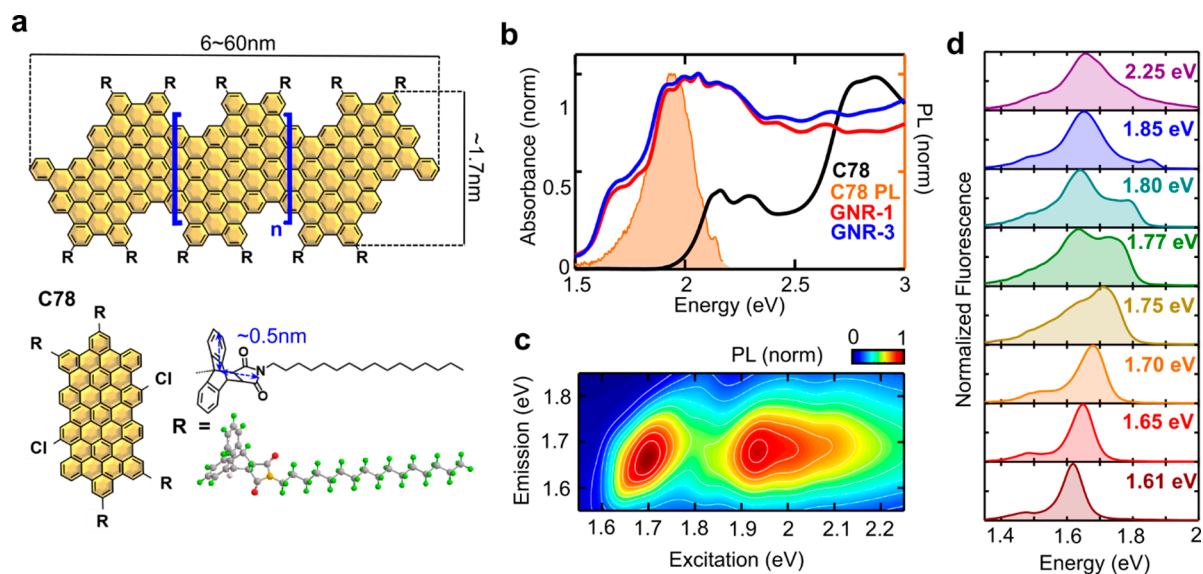 a
6~60nm
R R R R R R
~1.7nm
n
R R R R R R
C78
R
R
Cl
Cl
R
R
~0.5nm
O
N
O
R =
b
Absorbance (norm)
1
0.5
0
C78
C78 PL
GNR-1
GNR-3
PL (norm)
1.5 2 2.5 3
Energy (eV)
c
PL (norm)
0 1
Emission (eV)
1.8
1.7
1.6
1.6 1.7 1.8 1.9 2 2.1 2.2
Excitation (eV)
d
Normalized Fluorescence
2.25 eV
1.85 eV
1.80 eV
1.77 eV
1.75 eV
1.70 eV
1.65 eV
1.61 eV
1.4 1.6 1.8 2
Energy (eV)